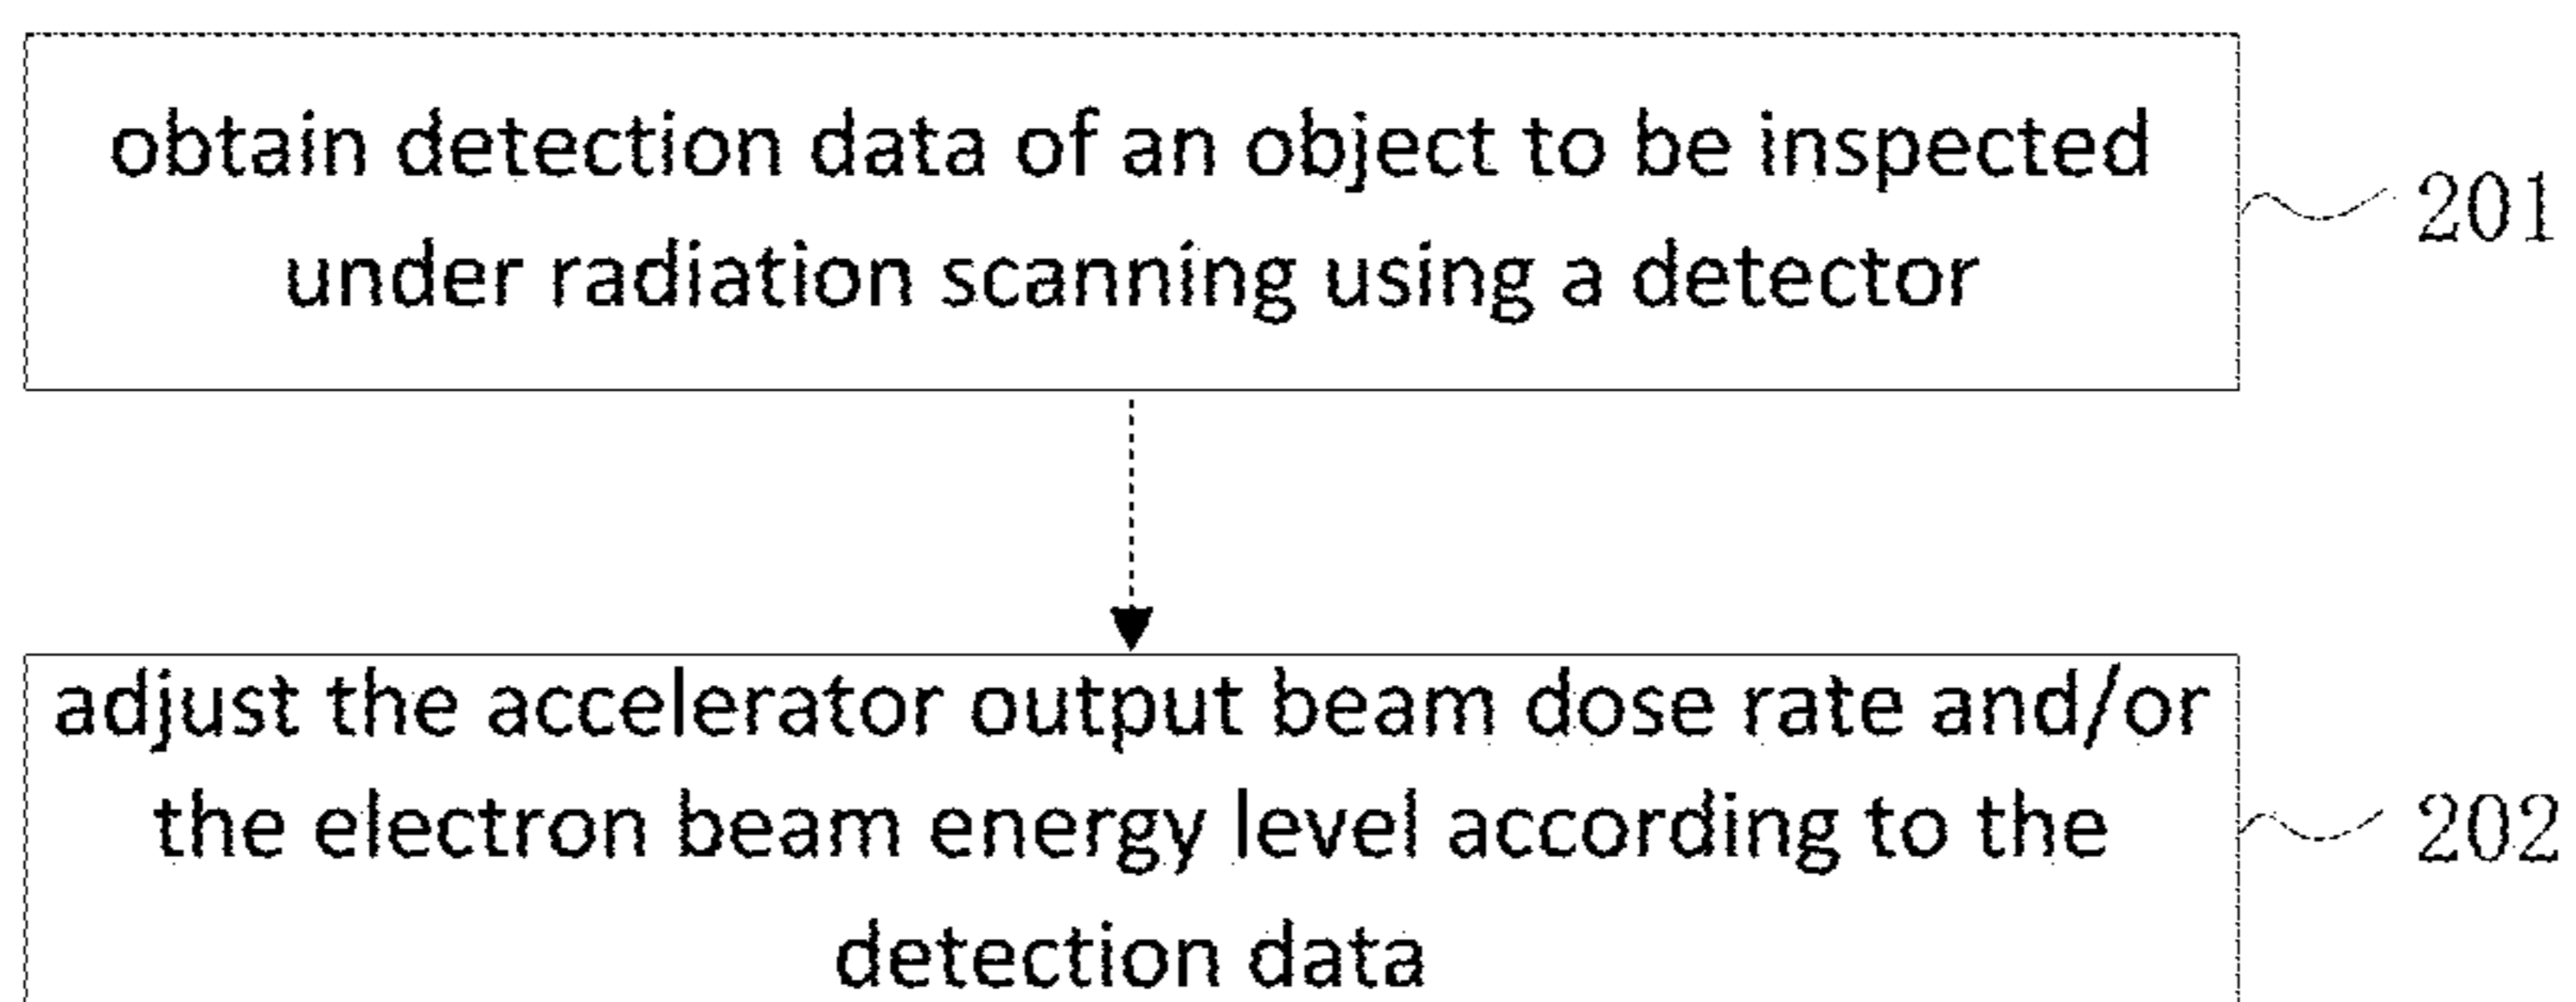 obtain detection data of an object to be inspected
under radiation scanning using a detector
201
adjust the accelerator output beam dose rate and/or
the electron beam energy level according to the
detection data
202